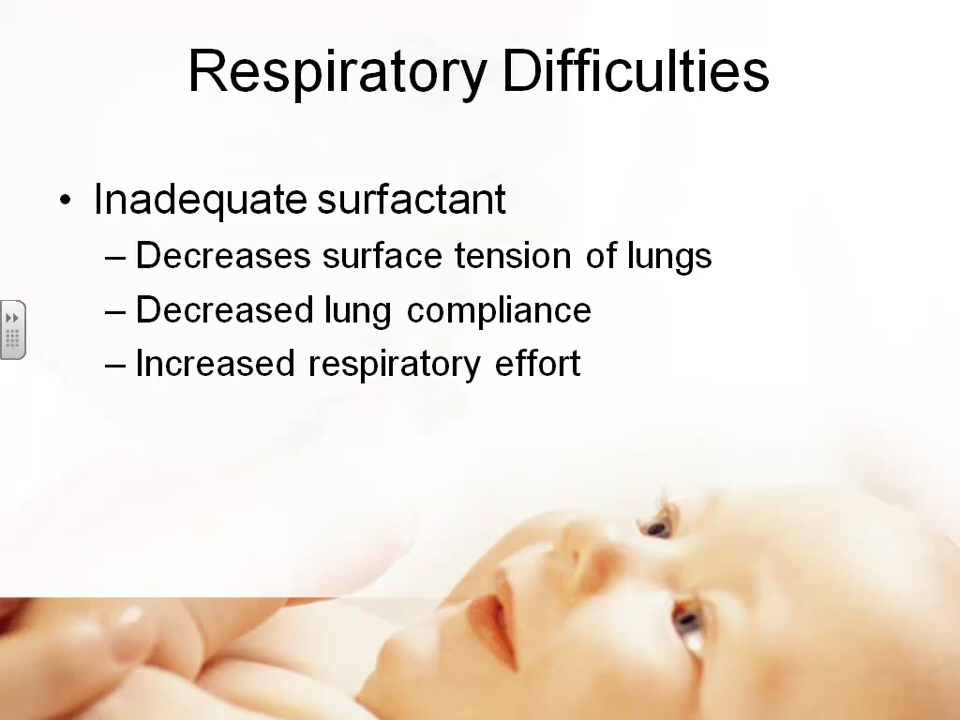 Respiratory Difficulties
• Inadequate surfactant
– Decreases surface tension of lungs
– Decreased lung compliance
– Increased respiratory effort